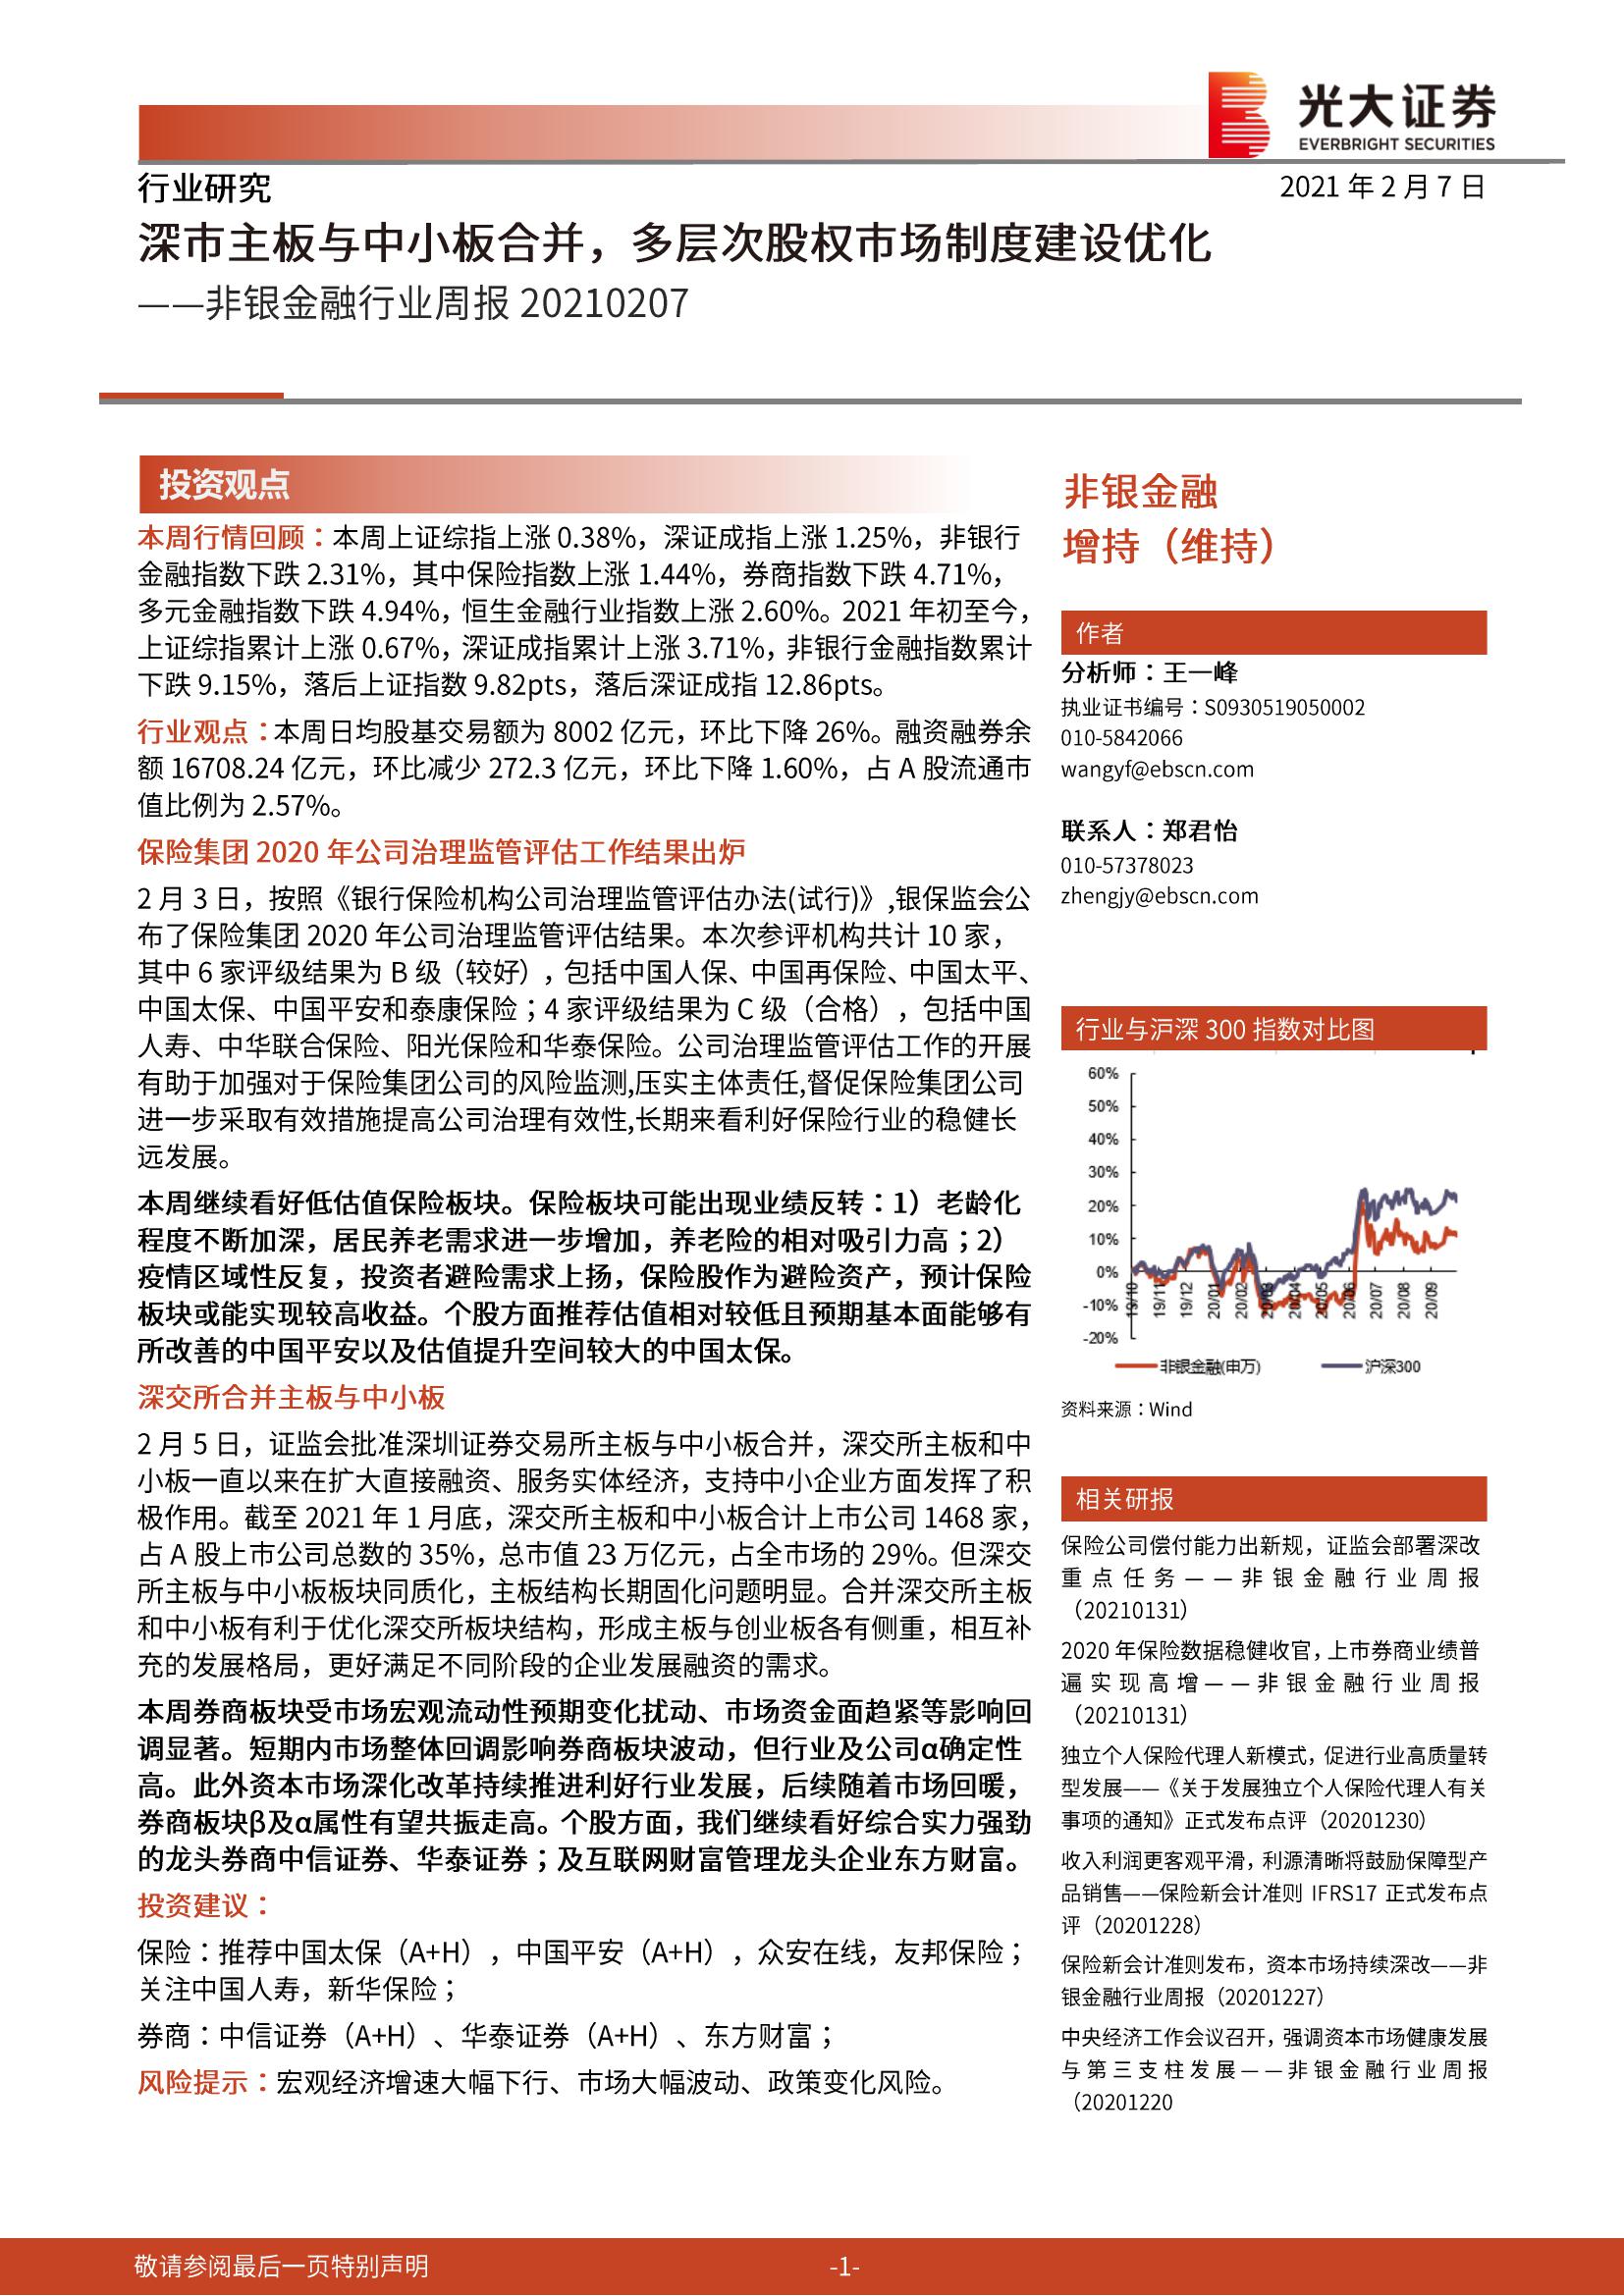 光大证券
EVERBRIGHT SECURITIES
行业研究
2021 年 2 月 7 日
深市主板与中小板合并，多层次股权市场制度建设优化
——非银金融行业周报 20210207
投资观点
本周行情回顾：本周上证综指上涨 0.38%，深证成指上涨 1.25%，非银行
金融指数下跌 2.31%，其中保险指数上涨 1.44%，券商指数下跌 4.71%，
多元金融指数下跌 4.94%，恒生金融行业指数上涨 2.60%。2021 年初至今，
上证综指累计上涨 0.67%，深证成指累计上涨 3.71%，非银行金融指数累计
下跌 9.15%，落后上证指数 9.82pts，落后深证成指 12.86pts。
行业观点：本周日均股基交易额为 8002 亿元，环比下降 26%。融资融券余
额 16708.24 亿元，环比减少 272.3 亿元，环比下降 1.60%，占 A 股流通市
值比例为 2.57%。
保险集团 2020 年公司治理监管评估工作结果出炉
2 月 3 日，按照《银行保险机构公司治理监管评估办法(试行)》,银保监会公
布了保险集团 2020 年公司治理监管评估结果。本次参评机构共计 10 家，
其中 6 家评级结果为 B 级（较好），包括中国人保、中国再保险、中国太平、
中国太保、中国平安和泰康保险；4 家评级结果为 C 级（合格），包括中国
人寿、中华联合保险、阳光保险和华泰保险。公司治理监管评估工作的开展
有助于加强对于保险集团公司的风险监测,压实主体责任,督促保险集团公司
进一步采取有效措施提高公司治理有效性,长期来看利好保险行业的稳健长
远发展。
本周继续看好低估值保险板块。保险板块可能出现业绩反转：1）老龄化
程度不断加深，居民养老需求进一步增加，养老险的相对吸引力高；2）
疫情区域性反复，投资者避险需求上扬，保险股作为避险资产，预计保险
板块或能实现较高收益。个股方面推荐估值相对较低且预期基本面能够有
所改善的中国平安以及估值提升空间较大的中国太保。
深交所合并主板与中小板
2 月 5 日，证监会批准深圳证券交易所主板与中小板合并，深交所主板和中
小板一直以来在扩大直接融资、服务实体经济，支持中小企业方面发挥了积
极作用。截至 2021 年 1 月底，深交所主板和中小板合计上市公司 1468 家，
占 A 股上市公司总数的 35%，总市值 23 万亿元，占全市场的 29%。但深交
所主板与中小板板块同质化，主板结构长期固化问题明显。合并深交所主板
和中小板有利于优化深交所板块结构，形成主板与创业板各有侧重，相互补
充的发展格局，更好满足不同阶段的企业发展融资的需求。
本周券商板块受市场宏观流动性预期变化扰动、市场资金面趋紧等影响回
调显著。短期内市场整体回调影响券商板块波动，但行业及公司α确定性
高。此外资本市场深化改革持续推进利好行业发展，后续随着市场回暖，
券商板块β及α属性有望共振走高。个股方面，我们继续看好综合实力强劲
的龙头券商中信证券、华泰证券；及互联网财富管理龙头企业东方财富。
投资建议：
保险：推荐中国太保（A+H），中国平安（A+H），众安在线，友邦保险；
关注中国人寿，新华保险；
券商：中信证券（A+H）、华泰证券（A+H）、东方财富；
风险提示：宏观经济增速大幅下行、市场大幅波动、政策变化风险。
非银金融
增持（维持）
作者
分析师：王一峰
执业证书编号：S0930519050002
010-5842066
wangyf@ebscn.com
联系人：郑君怡
010-57378023
zhengjy@ebscn.com
行业与沪深 300 指数对比图
60%
50%
40%
30%
20%
10%
0%
-10%
-20%
19/10 19/11 19/12 20/01 20/02 20/03 20/04 20/05 20/06 20/07 20/08 20/09
非银金融(申万) 沪深300
资料来源：Wind
相关研报
保险公司偿付能力出新规，证监会部署深改
重点任务——非银金融行业周报
（20210131）
2020 年保险数据稳健收官，上市券商业绩普
遍实现高增——非银金融行业周报
（20210131）
独立个人保险代理人新模式，促进行业高质量转
型发展——《关于发展独立个人保险代理人有关
事项的通知》正式发布点评（20201230）
收入利润更客观平滑，利源清晰将鼓励保障型产
品销售——保险新会计准则 IFRS17 正式发布点
评（20201228）
保险新会计准则发布，资本市场持续深改——非
银金融行业周报（20201227）
中央经济工作会议召开，强调资本市场健康发展
与第三支柱发展——非银金融行业周报
（20201220
敬请参阅最后一页特别声明
-1-